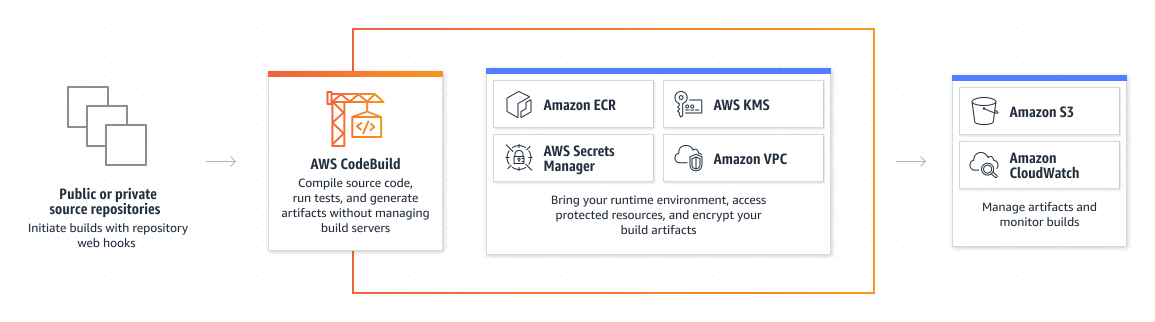 Public or private
source repositories
Initiate builds with repository
web hooks
</>
AWS CodeBuild
Compile source code,
run tests, and generate
artifacts without managing
build servers
Amazon ECR
AWS KMS
AWS Secrets
Manager
Amazon VPC
Bring your runtime environment, access
protected resources, and encrypt your
build artifacts
Amazon S3
Amazon
CloudWatch
Manage artifacts and
monitor builds